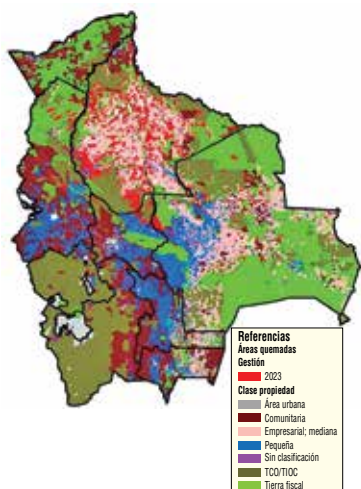 Referencias
Áreas quemadas
Gestión
2023
Clase propiedad
Área urbana
Comunitaria
Empresarial; mediana
Pequeña
Sin clasificación
TCO/TIOC
Tierra fiscal